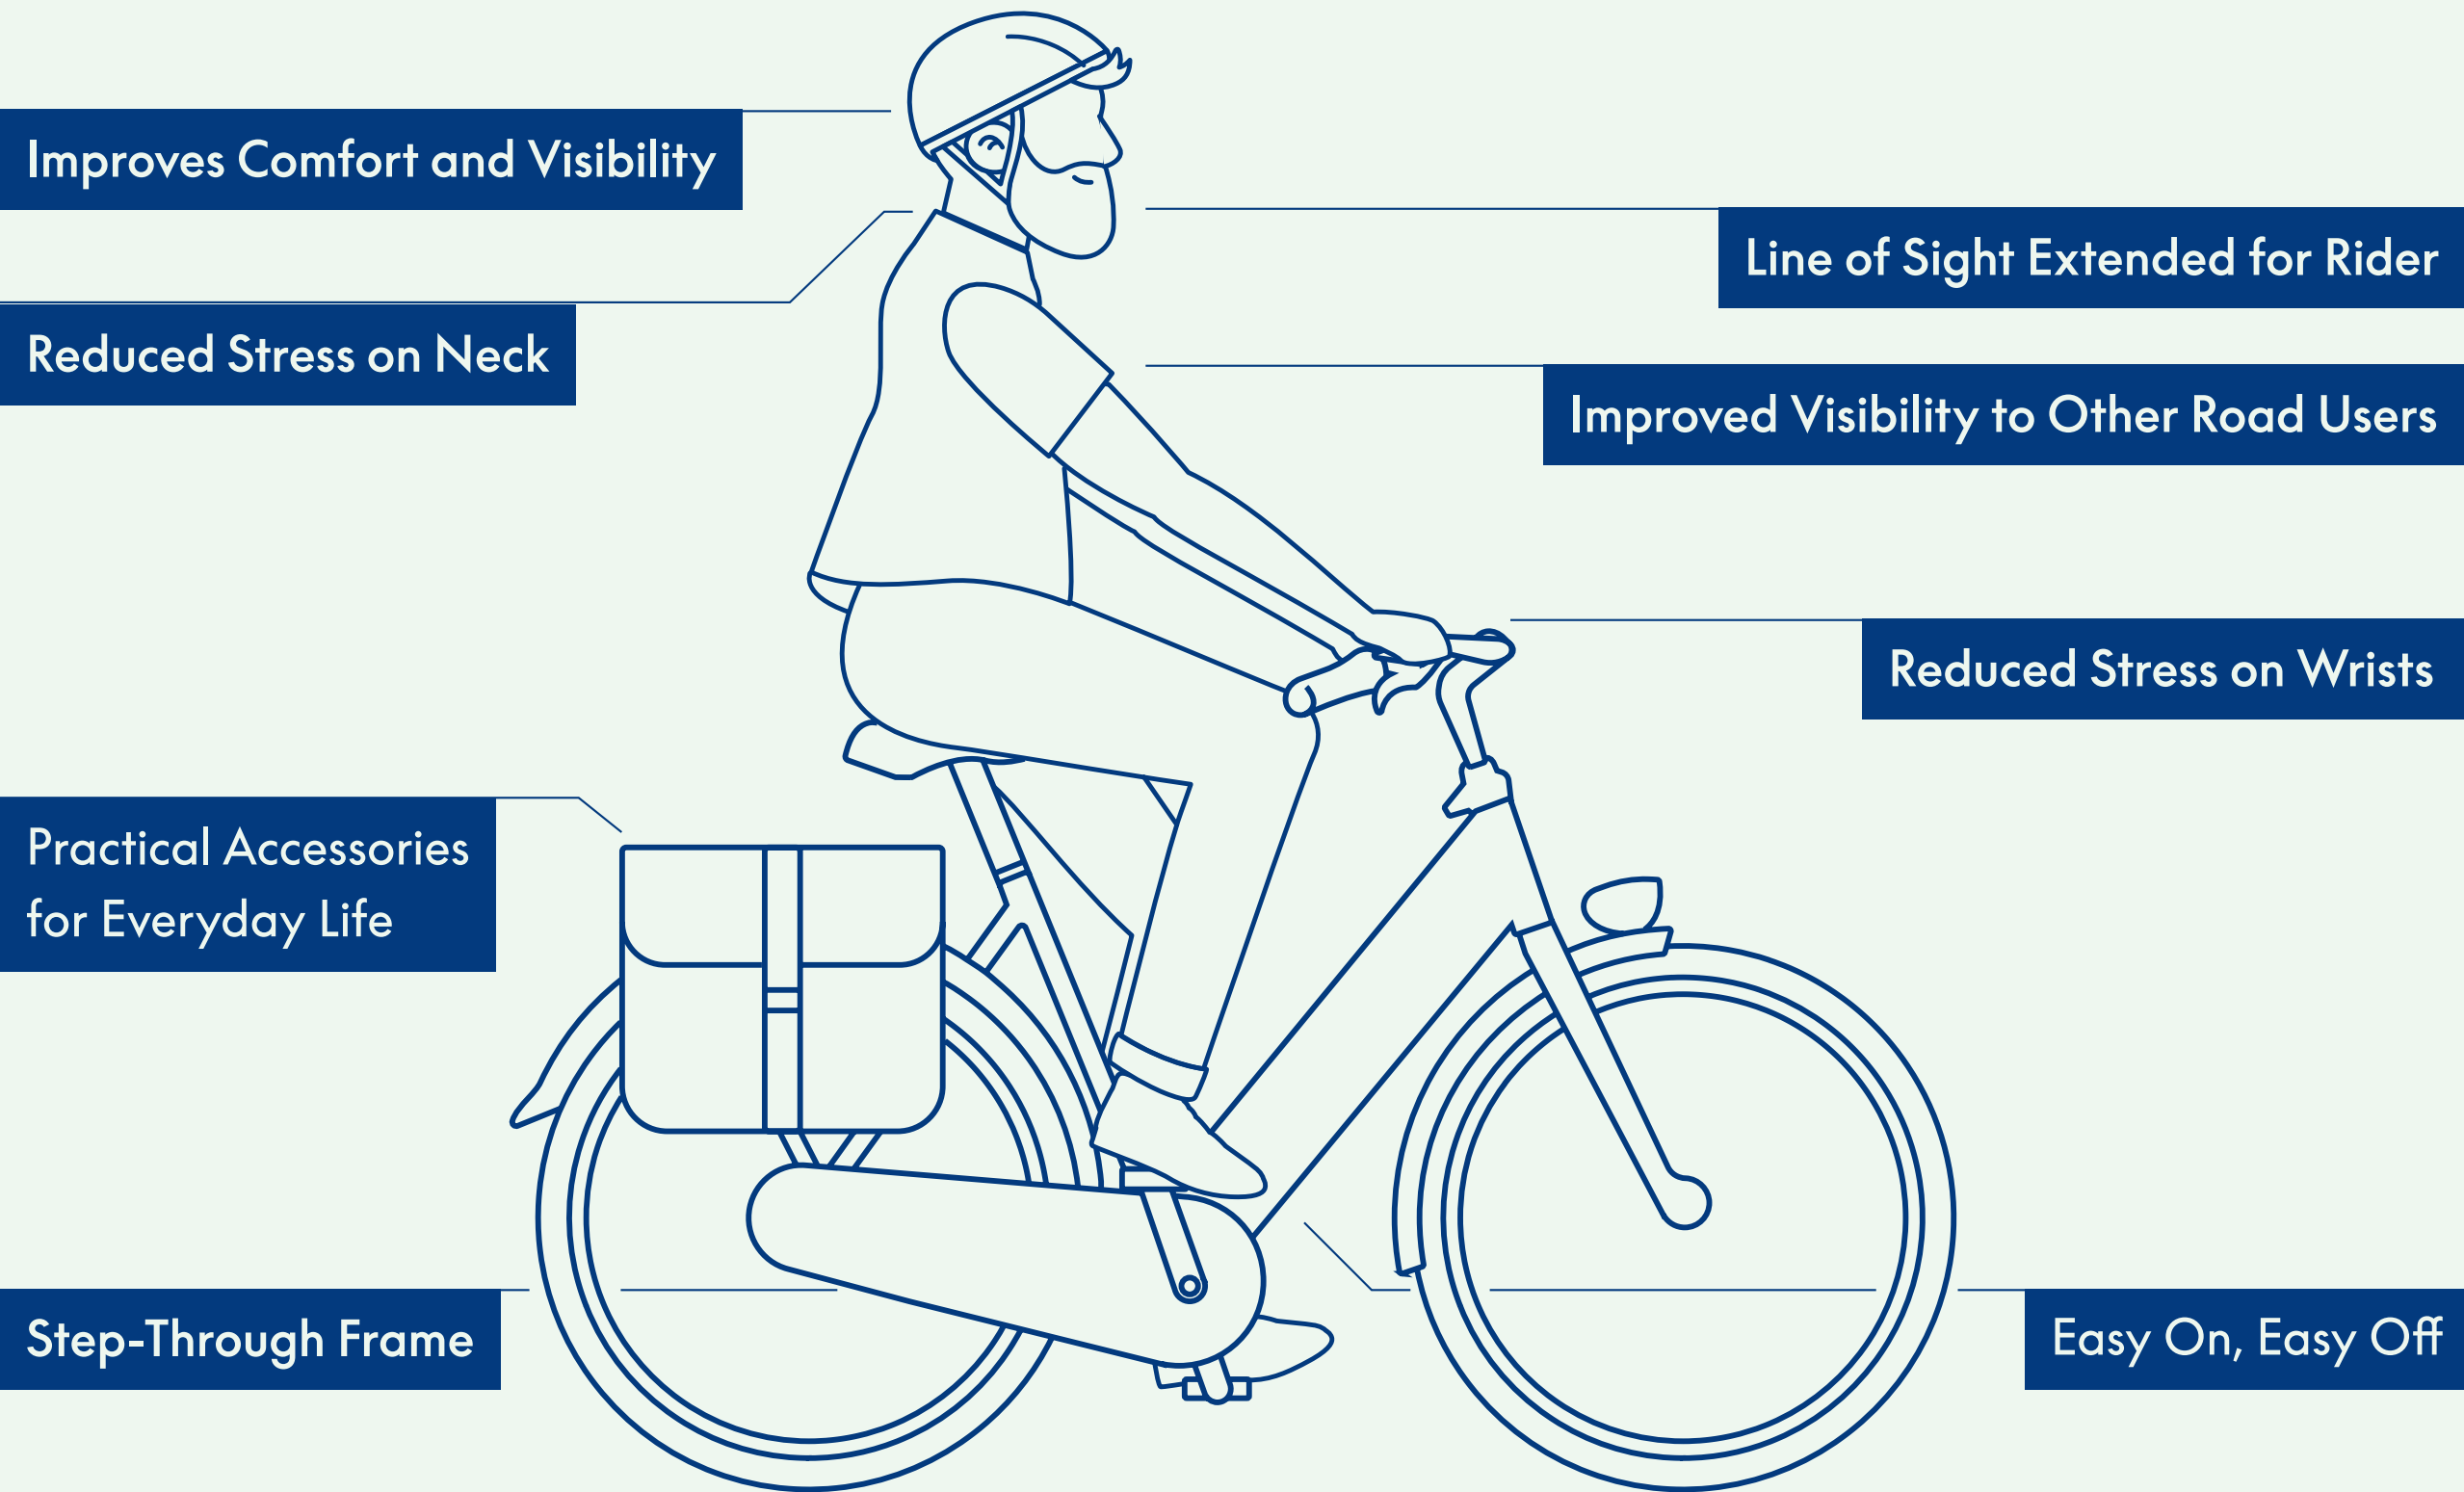 Improves Comfort and Visibility
Line of Sight Extended for Rider
Reduced Stress on Neck
Improved Visibility to Other Road Users
Reduced Stress on Wrists
Practical Accessories
for Everyday Life
Step-Through Frame
Easy On, Easy Off